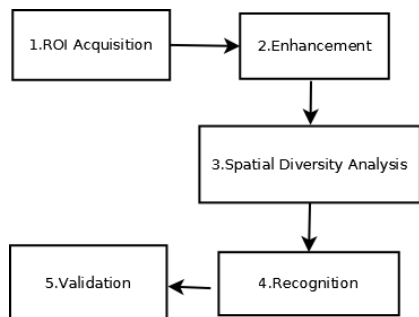 1.ROI Acquisition
2.Enhancement
3.Spatial Diversity Analysis
4.Recognition
5.Validation